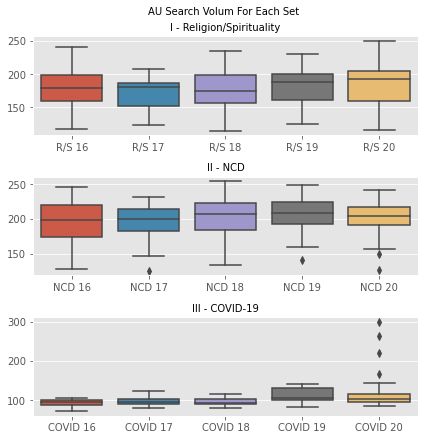 AU Search Volum For Each Set
I - Religion/Spirituality
250
200
150
R/S 16 R/S 17 R/S 18 R/S 19 R/S 20
II - NCD
250
200
150
NCD 16 NCD 17 NCD 18 NCD 19 NCD 20
III - COVID-19
300
200
100
COVID 16 COVID 17 COVID 18 COVID 19 COVID 20